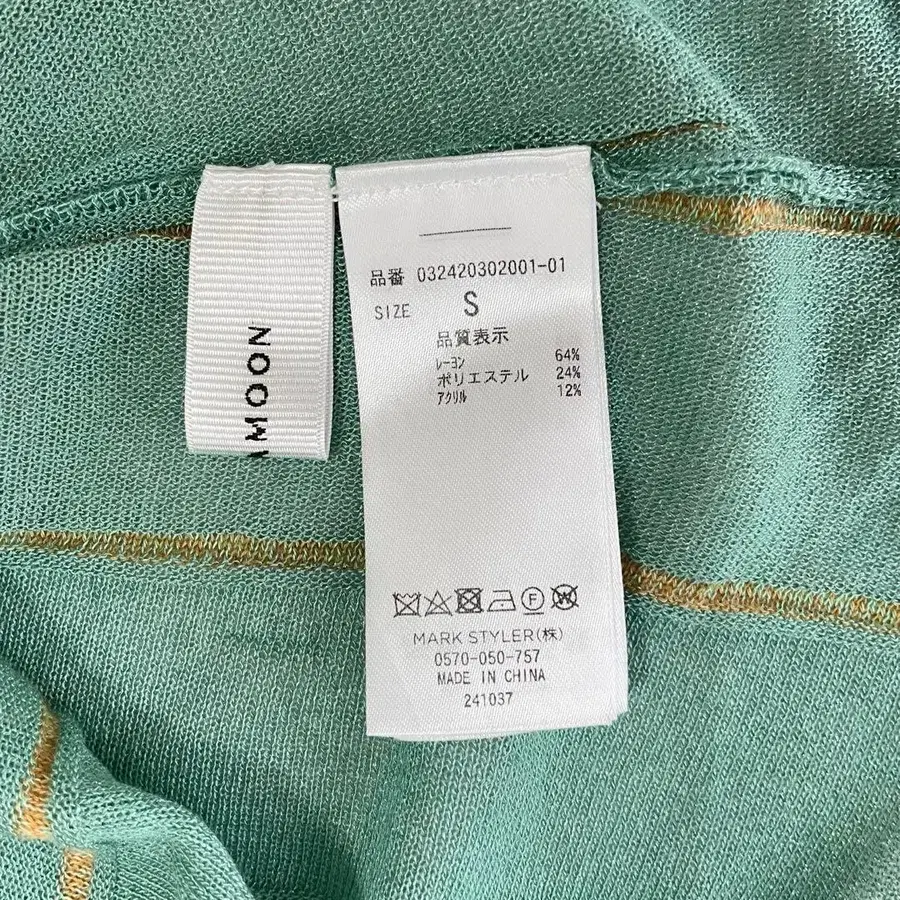 MOON
品番 032420302001-01
SIZE S
品質表示
レーヨン 64%
ポリエステル 24%
アクリル 12%
MARK STYLER(株)
0570-050-757
MADE IN CHINA
241037